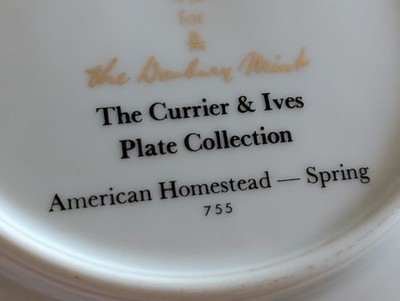 for
the Danbury Mint
The Currier & Ives
Plate Collection
American Homestead — Spring
755